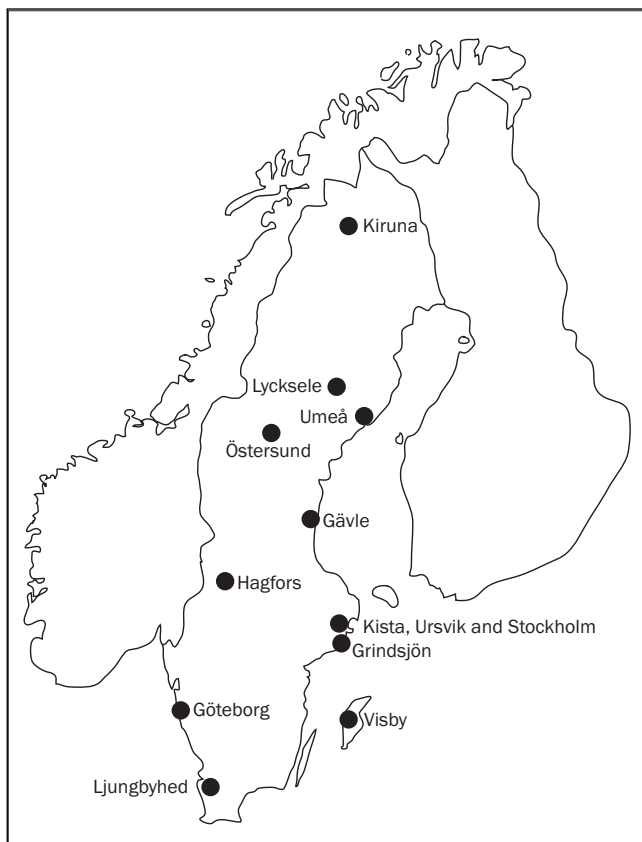 Kiruna
Lycksele
Umeå
Östersund
Gävle
Hagfors
Kista, Ursvik and Stockholm
Grindsjön
Göteborg
Visby
Ljungbyhed